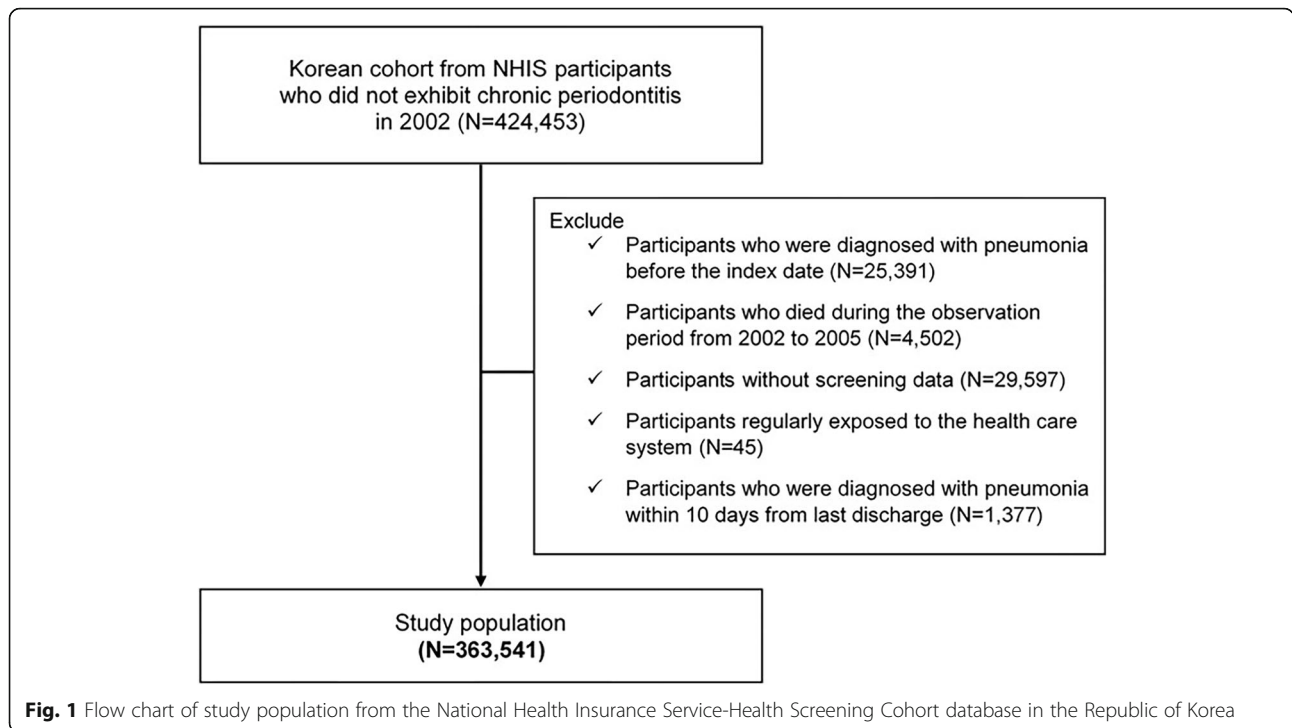 Korean cohort from NHIS participants
who did not exhibit chronic periodontitis
in 2002 (N=424,453)
Exclude
✓ Participants who were diagnosed with pneumonia
before the index date (N=25,391)
✓ Participants who died during the observation
period from 2002 to 2005 (N=4,502)
✓ Participants without screening data (N=29,597)
✓ Participants regularly exposed to the health care
system (N=45)
✓ Participants who were diagnosed with pneumonia
within 10 days from last discharge (N=1,377)
Study population
(N=363,541)
Fig. 1 Flow chart of study population from the National Health Insurance Service-Health Screening Cohort database in the Republic of Korea